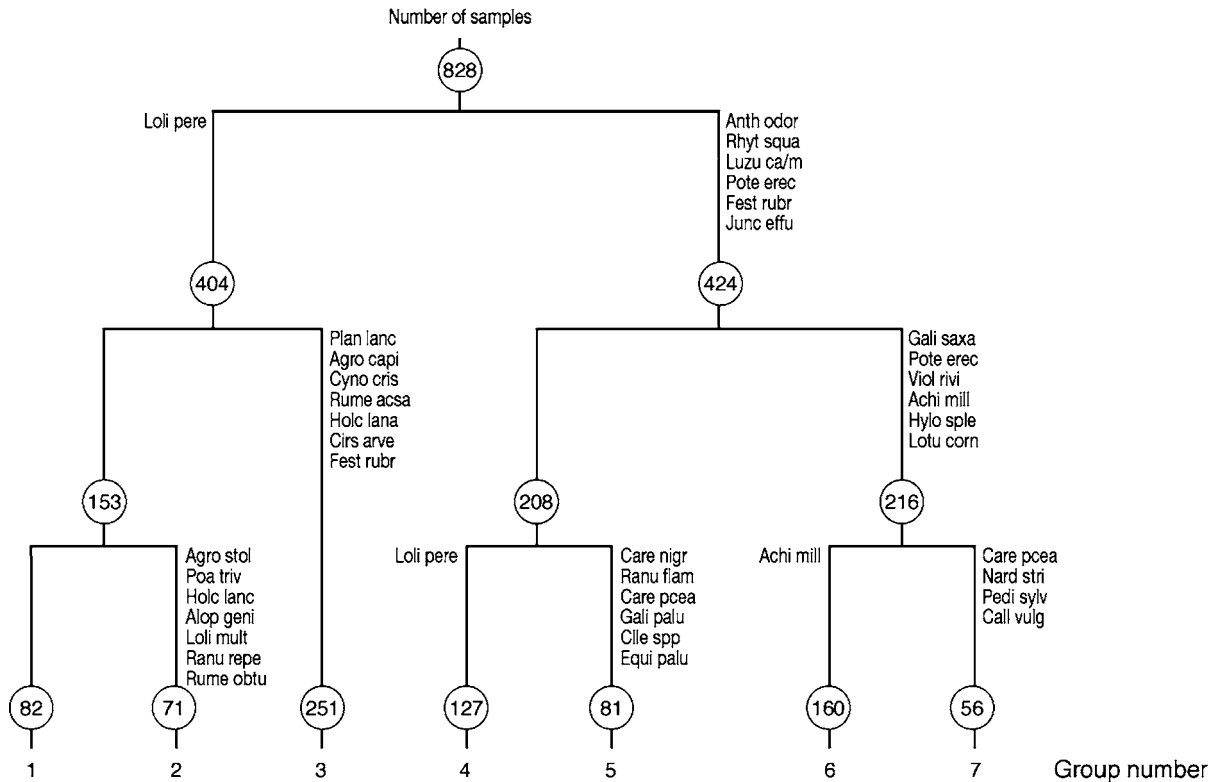 Number of samples
828
Loli pere
Anth odor
Rhyt squa
Luzu ca/m
Pote erec
Fest rubr
Junc effu
404
424
Plan lanc
Agro capi
Cyno cris
Rume acsa
Holc lana
Cirs arve
Fest rubr
Gali saxa
Pote erec
Viol rivi
Achi mill
Hylo sple
Lotu corn
153
208
216
Agro stol
Poa triv
Holc lanc
Alop geni
Loli mult
Ranu repe
Rume obtu
Loli pere
Care nigr
Ranu flam
Care pcea
Gali palu
Clle spp
Equi palu
Achi mill
Care pcea
Nard stri
Pedi sylv
Call vulg
82 71 251 127 81 160 56
1 2 3 4 5 6 7 Group number